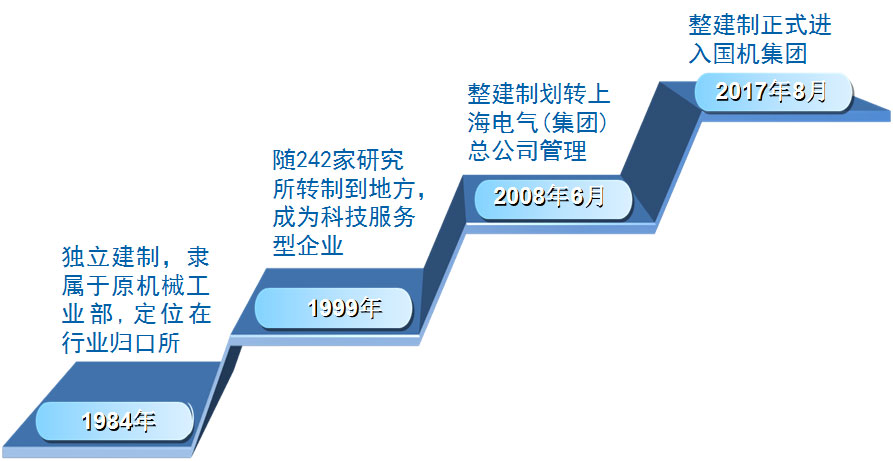 独立建制，隶
属于原机械工
业部,定位在
行业归口所
1984年
随242家研究
所转制到地方，
成为科技服务
型企业
1999年
整建制划转上
海电气(集团)
总公司管理
2008年6月
整建制正式进
入国机集团
2017年8月